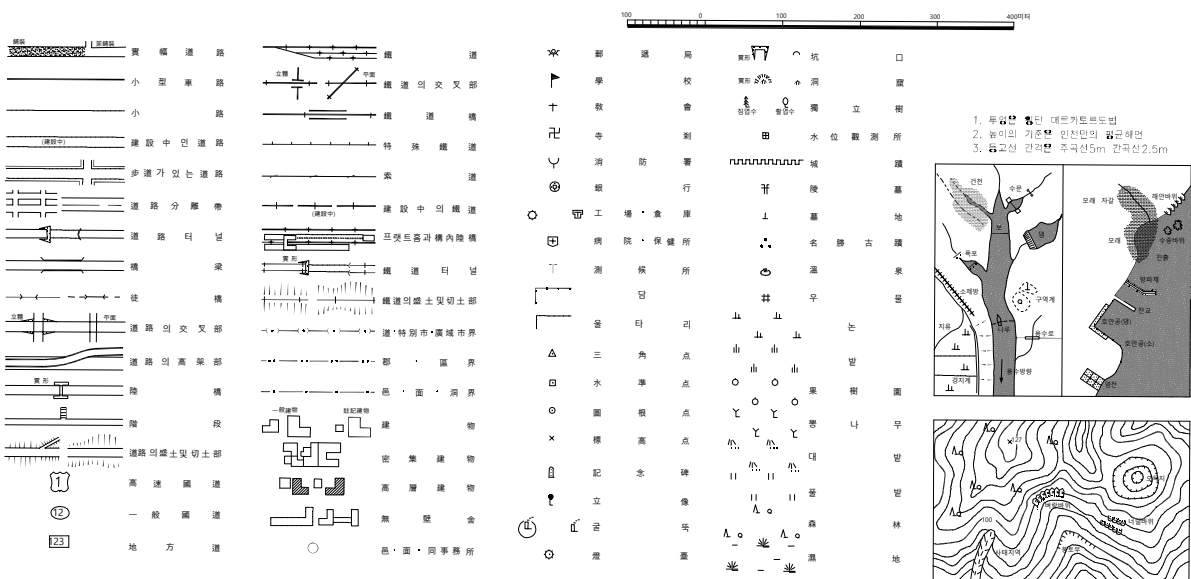 鋪裝 非鋪裝
實幅道路
小型車路
小路
(建設中)
建設中인道路
步道가있는道路
道路分離帶
道路터널
橋梁
徒橋
立體 平面
道路의交叉部
道路의高架部
實形
陸橋
階段
道路의盛土및切土部
1
高速國道
12
一般國道
123
地方道
鐵道
立體 平面
鐵道의交叉部
鐵道橋
特殊鐵道
索道
(建設中)
建設中의鐵道
프랫트홈과構內陸橋
實形
鐵道터널
鐵道의盛土및切土部
道·特別市·廣域市界
郡·區界
邑·面·洞界
一般建物 註記建物
建物
密集建物
高層建物
無壁舍
邑·面·同事務所
郵遞局
學校
敎會
寺刹
消防署
銀行
工場·倉庫
病院·保健所
測候所
담
울타리
三角点
水準点
圖根点
標高点
記念碑
立像
굴뚝
燈臺
100 0 100 200 300 400미터
實形
坑口
實形
洞窟
침엽수 활엽수
獨立樹
水位觀測所
城蹟
陵墓
墓地
名勝古蹟
溫泉
우물
논
밭
果樹園
뽕나무
대밭
풀밭
森林
濕地
1. 투영은 횡단 메르카토르도법
2. 높이의 기준은 인천만의 평균해면
3. 등고선 간격은 주곡선5m 간곡선2.5m
건천
수문
보
댐
폭포
소제방
구역계
지류
나루
용수로
경지계
유수방향
모래 자갈
해안바위
모래
수중바위
진흙
방파제
잔교
호안공(댐)
호안공(소)
염전
127
벼랑바위
너덜바위
100
사태지역